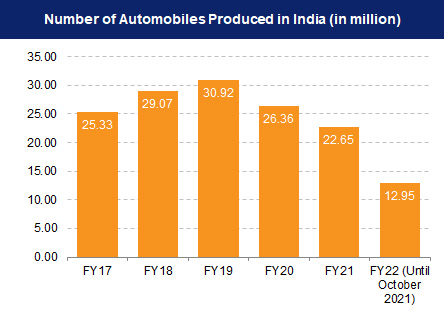 Number of Automobiles Produced in India (in million)
35.00
30.00
25.00
20.00
15.00
10.00
5.00
0.00
25.33
29.07
30.92
26.36
22.65
12.95
FY17
FY18
FY19
FY20
FY21
FY22 (Until
October
2021)